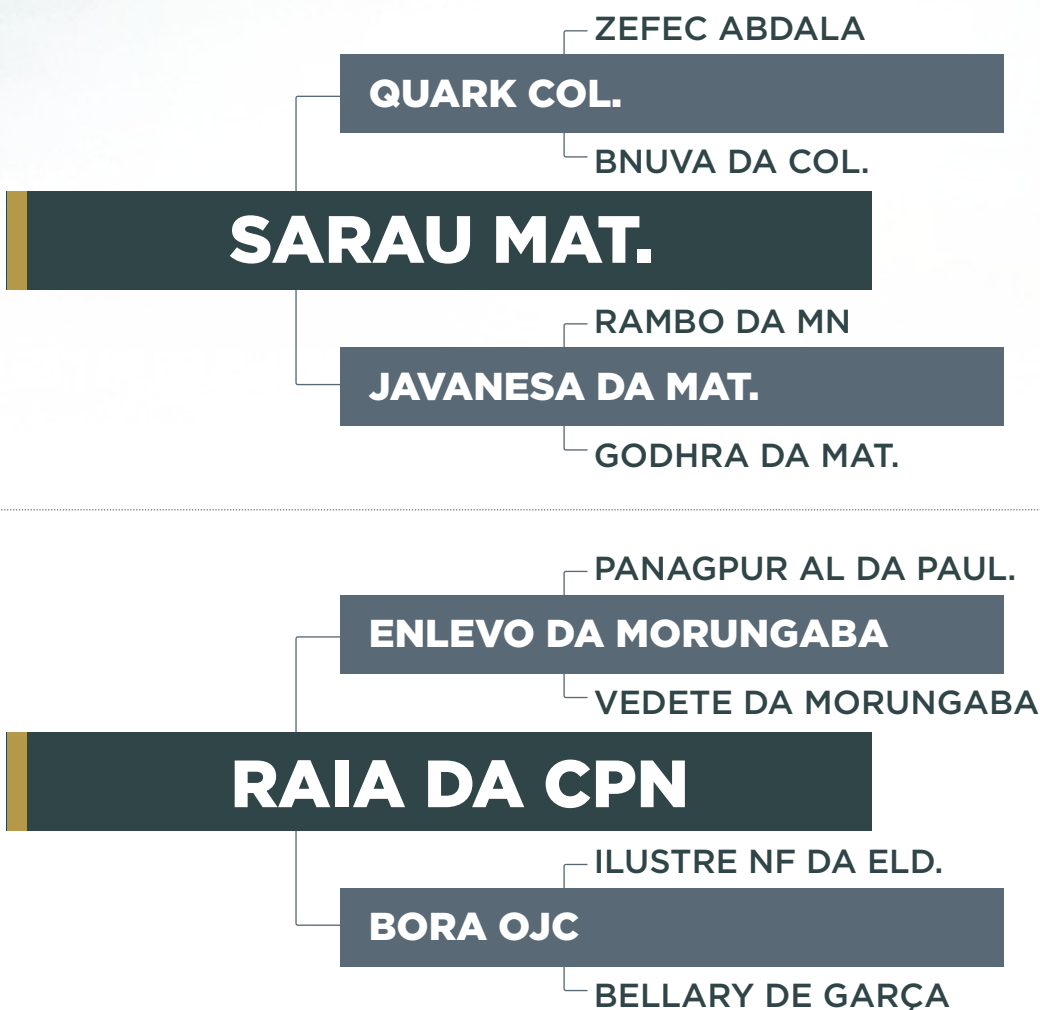 ZEFEC ABDALA
QUARK COL.
BNUVA DA COL.
SARAU MAT.
RAMBO DA MN
JAVANESA DA MAT.
GODHRA DA MAT.
PANAGPUR AL DA PAUL.
ENLEVO DA MORUNGABA
VEDETE DA MORUNGABA
RAIA DA CPN
ILUSTRE NF DA ELD.
BORA OJC
BELLARY DE GARÇA